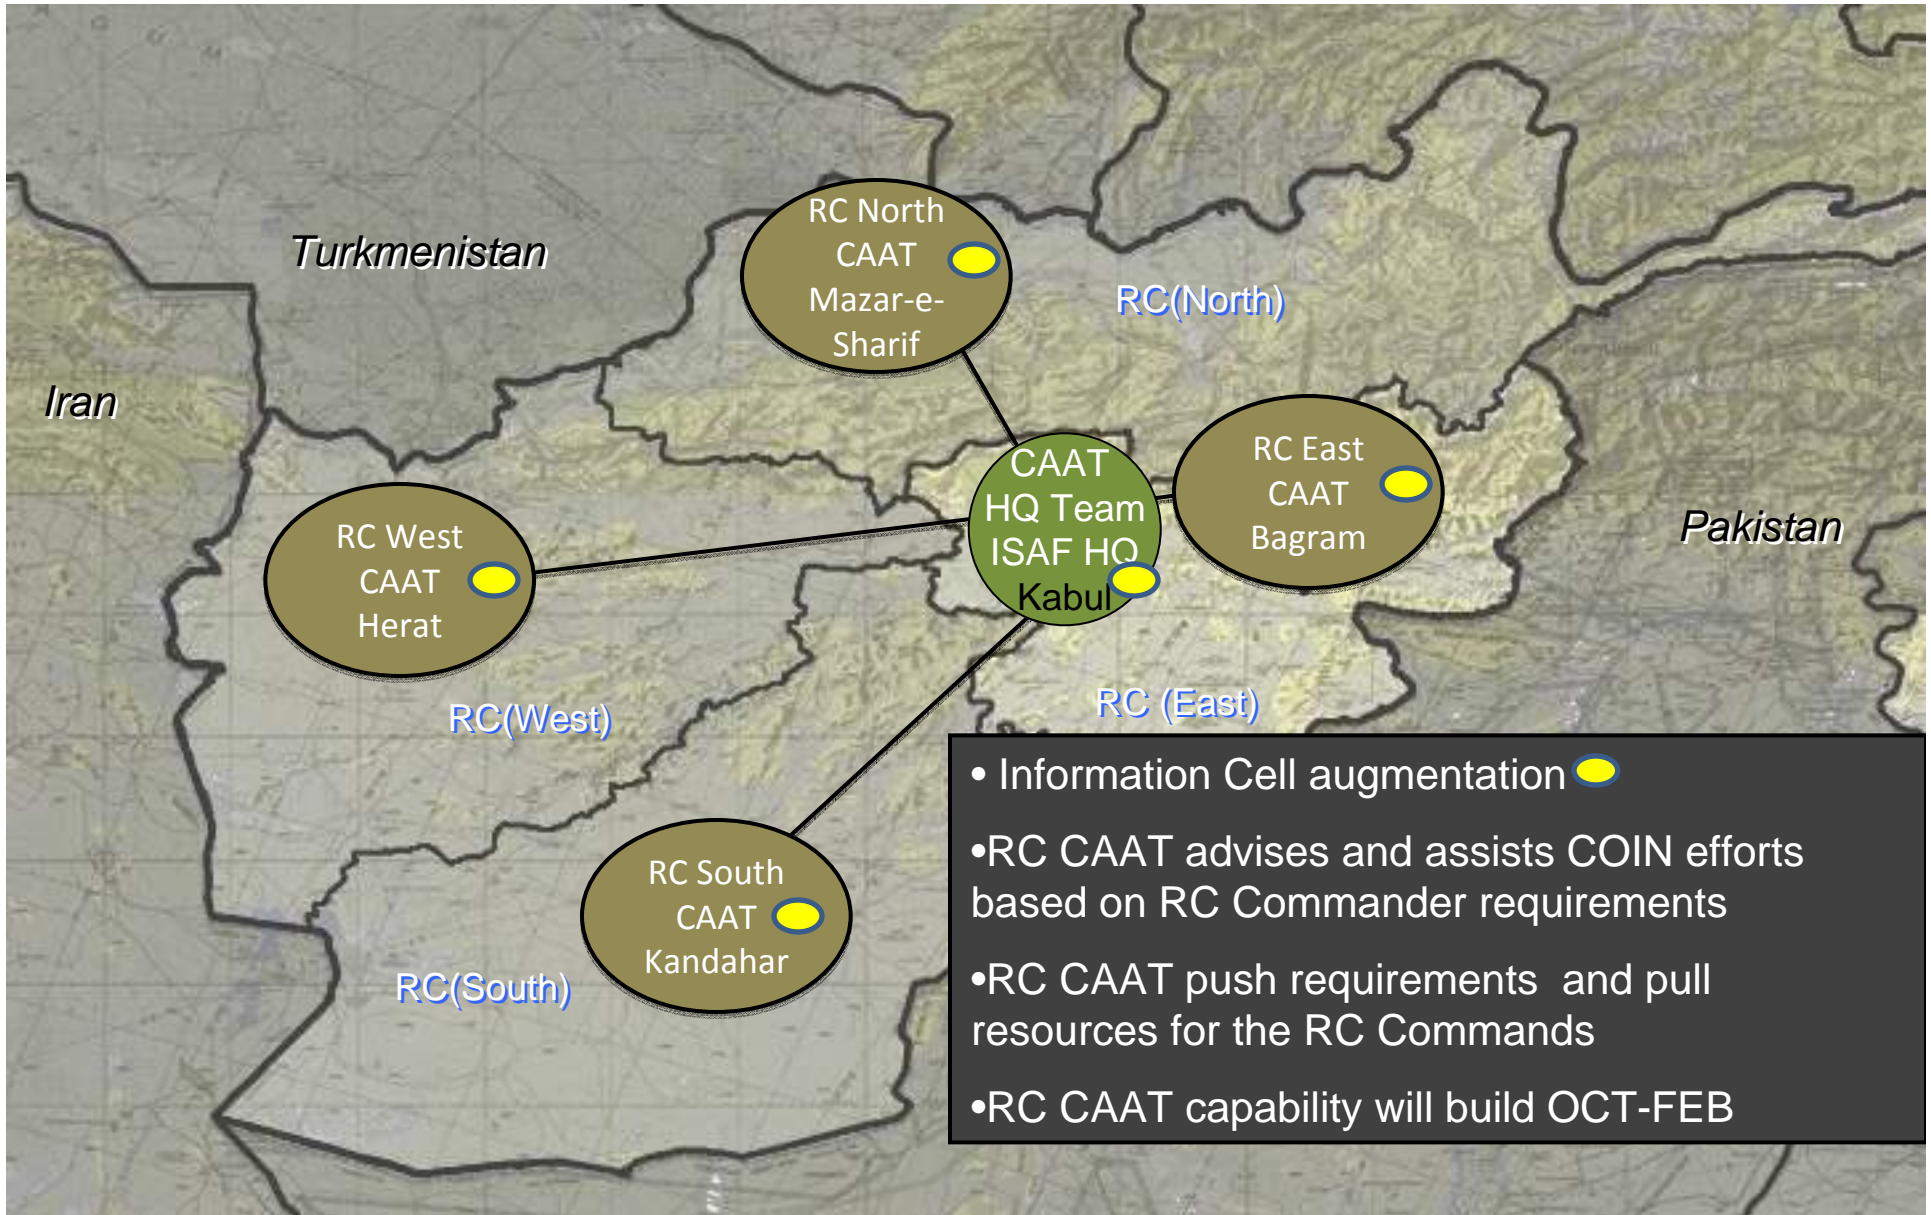 RC North
CAAT
Mazar-e-
Sharif
Turkmenistan
RC(North)
Iran
RC East
CAAT
Bagram
CAAT
HQ Team
ISAF HQ
Kabul
Pakistan
RC West
CAAT
Herat
RC(West)
RC (East)
RC South
CAAT
Kandahar
RC(South)
• Information Cell augmentation
•RC CAAT advises and assists COIN efforts
based on RC Commander requirements
•RC CAAT push requirements  and pull
resources for the RC Commands
•RC CAAT capability will build OCT-FEB